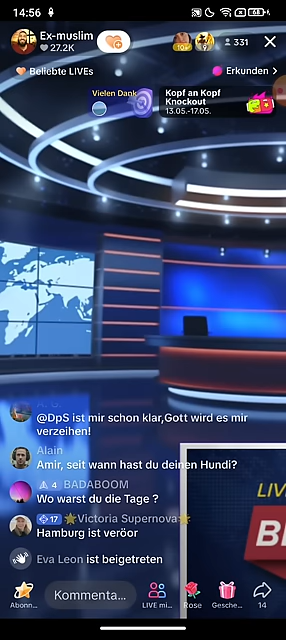 14:56
68
Ex-muslim
27.2K
331
Beliebte LIVEs
Erkunden >
Vielen Dank
Kopf an Kopf
Knockout
13.05.-17.05.
@DpS ist mir schon klar,Gott wird es mir
verzeihen!
Alain
Amir, seit wann hast du deinen Hundi?
4 BADABOOM
Wo warst du die Tage ?
17 Victoria Supernova
Hamburg ist veröor
Eva Leon ist beigetreten
LIV
B
Abonn...
Kommenta...
LIVE mi...
Rose
Gesche...
14